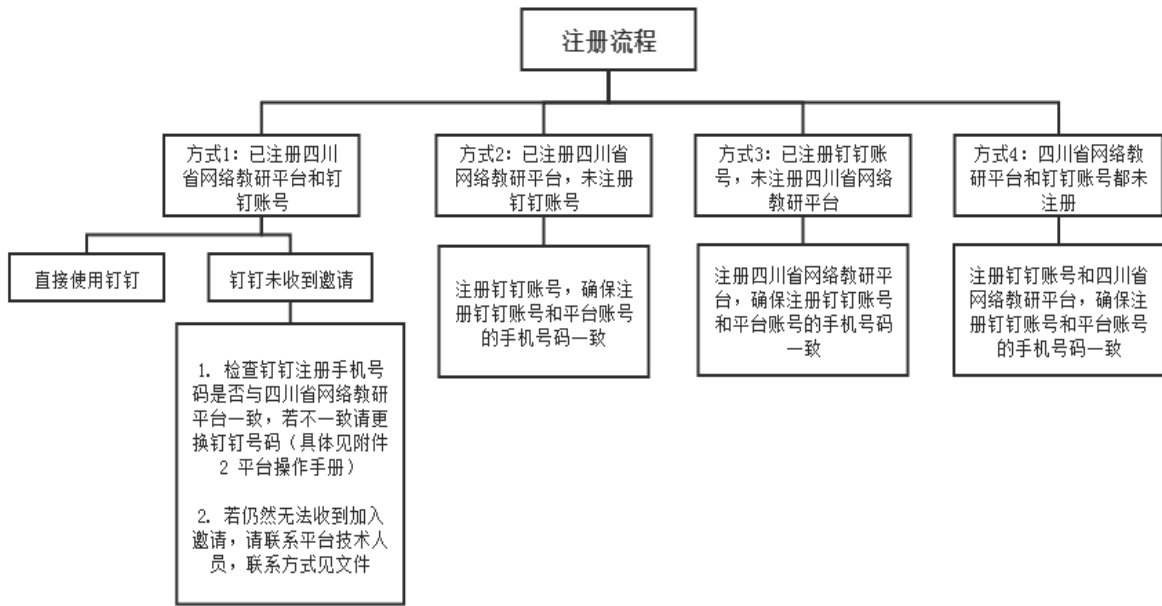 注册流程
方式1：已注册四川
省网络教研平台和钉
钉账号
方式2：已注册四川省
网络教研平台，未注册
钉钉账号
方式3：已注册钉钉账
号，未注册四川省网络
教研平台
方式4：四川省网络教
研平台和钉钉账号都未
注册
直接使用钉钉
钉钉未收到邀请
注册钉钉账号，确保注
册钉钉账号和平台账号
的手机号码一致
注册四川省网络教研平
台，确保注册钉钉账号
和平台账号的手机号码
一致
注册钉钉账号和四川省
网络教研平台，确保注
册钉钉账号和平台账号
的手机号码一致
1. 检查钉钉注册手机号
码是否与四川省网络教研
平台一致，若不一致请更
换钉钉号码（具体见附件
2 平台操作手册）
2. 若仍然无法收到加入
邀请，请联系平台技术人
员，联系方式见文件